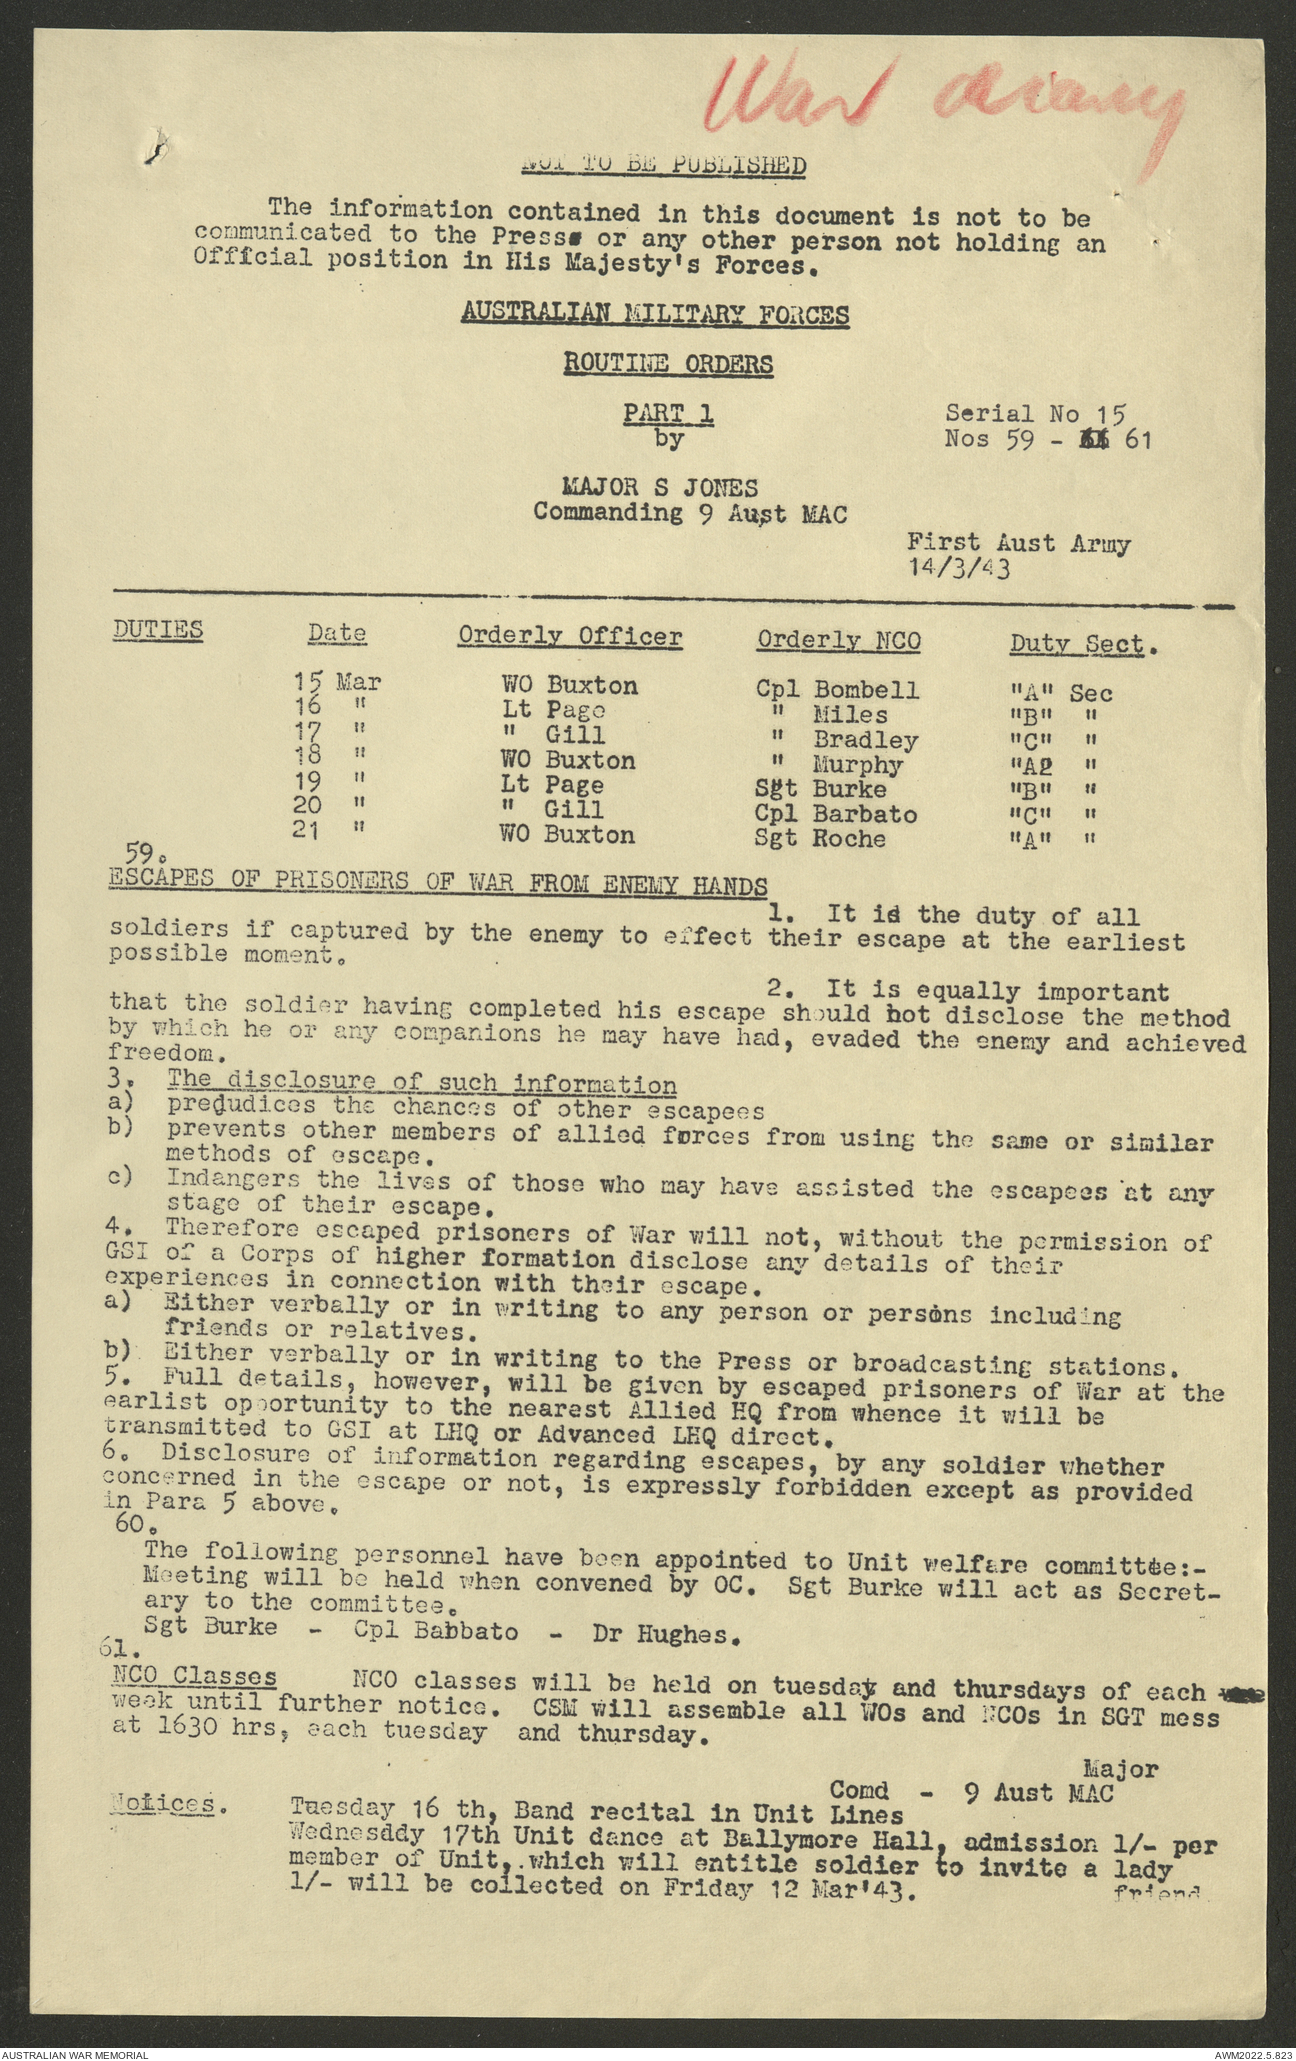 War diary
NOT TO BE PUBLISHED
The information contained in this document is not to be
communicated to the Press or any other person not holding an
Offfcial position in His Majesty's Forces.
AUSTRALIAN MILITARY FORCES
ROUTINE ORDERS
PART 1 Serial No 15
by Nos 59 - 61
MAJOR S JONES
Commanding 9 Aust MAC
First Aust Army
14/3/43
DUTIES Date Orderly Officer Orderly NCO Duty Sect.
15 Mar WO Buxton Cpl Bombell "A" Sec
16 " Lt Page " Miles "B" "
17 " " Gill " Bradley "C" "
18 " WO Buxton " Murphy "A2 "
19 " Lt Page Sgt Burke "B" "
20 " " Gill Cpl Barbato "C" "
21 " WO Buxton Sgt Roche "A" "
59.
ESCAPES OF PRISONERS OF WAR FROM ENEMY HANDS
1. It is the duty of all
soldiers if captured by the enemy to effect their escape at the earliest
possible moment.
2. It is equally important
that the soldier having completed his escape should not disclose the method
by which he or any companions he may have had, evaded the enemy and achieved
freedom.
3. The disclosure of such information
a) predudices the chances of other escapees
b) prevents other members of allied forces from using the same or similar
methods of escape.
c) Indangers the lives of those who may have assisted the escapees at any
stage of their escape.
4. Therefore escaped prisoners of War will not, without the permission of
GSI of a Corps of higher formation disclose any details of their
experiences in connection with their escape.
a) Either verbally or in writing to any person or persons including
friends or relatives.
b) Either verbally or in writing to the Press or broadcasting stations.
5. Full details, however, will be given by escaped prisoners of War at the
earlist opportunity to the nearest Allied HQ from whence it will be
transmitted to GSI at LHQ or Advanced LHQ direct.
6. Disclosure of information regarding escapes, by any soldier whether
concerned in the escape or not, is expressly forbidden except as provided
in Para 5 above.
60.
The following personnel have been appointed to Unit welfare committee:-
Meeting will be held when convened by OC. Sgt Burke will act as Secret-
ary to the committee.
Sgt Burke - Cpl Babbato - Dr Hughes.
61.
NCO Classes NCO classes will be held on tuesday and thursdays of each
week until further notice. CSM will assemble all WOs and NCOs in SGT mess
at 1630 hrs, each tuesday and thursday.
Major
Comd - 9 Aust MAC
Notices. Tuesday 16 th, Band recital in Unit Lines
Wednesddy 17th Unit dance at Ballymore Hall, admission 1/- per
member of Unit, which will entitle soldier to invite a lady
1/- will be collected on Friday 12 Mar'43. friend.
AUSTRALIAN WAR MEMORIAL AWM2022.5.823